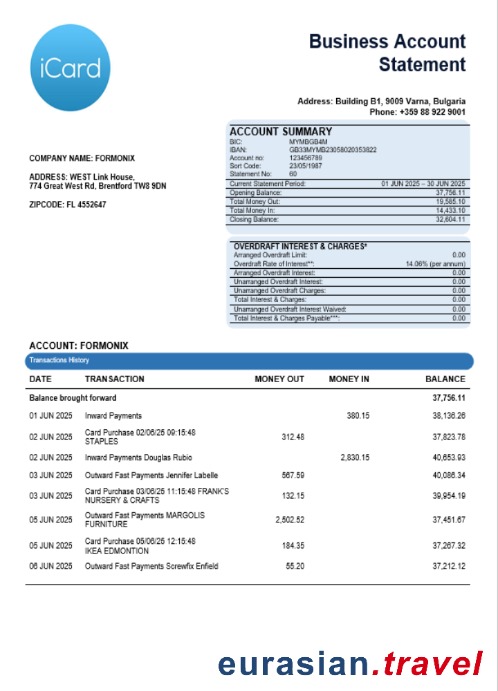 iCard
Business Account
Statement
Address: Building B1, 9009 Varna, Bulgaria
Phone: +359 88 922 9001
ACCOUNT SUMMARY
BIC: MYMBGB4M
IBAN: GB33MYMB23058020353822
Account no: 123456789
Sort Code: 23/05/1987
Statement No: 60
Current Statement Period: 01 JUN 2025 – 30 JUN 2025
Opening Balance: 37,756.11
Total Money Out: 19,585.10
Total Money In: 14,433.10
Closing Balance: 32,604.11
COMPANY NAME: FORMONIX
ADDRESS: WEST Link House,
774 Great West Rd, Brentford TW8 9DN
ZIPCODE: FL 4552647
OVERDRAFT INTEREST & CHARGES*
Arranged Overdraft Limit: 0.00
Overdraft Rate of Interest**: 14.06% (per annum)
Arranged Overdraft Interest: 0.00
Unarranged Overdraft Interest: 0.00
Unarranged Overdraft Charges: 0.00
Total Interest & Charges: 0.00
Unarranged Overdraft Interest Waived: 0.00
Total Interest & Charges Payable***: 0.00
ACCOUNT: FORMONIX
Transactions History
DATE TRANSACTION MONEY OUT MONEY IN BALANCE
Balance brought forward 37,756.11
01 JUN 2025 Inward Payments 380.15 38,136.26
02 JUN 2025 Card Purchase 02/06/25 09:15:48 312.48 37,823.78
STAPLES
02 JUN 2025 Inward Payments Douglas Rubio 2,830.15 40,653.93
03 JUN 2025 Outward Fast Payments Jennifer Labelle 567.59 40,086.34
03 JUN 2025 Card Purchase 03/06/25 11:15:48 FRANK'S 132.15 39,954.19
NURSERY & CRAFTS
05 JUN 2025 Outward Fast Payments MARGOLIS 2,502.52 37,451.67
FURNITURE
05 JUN 2025 Card Purchase 05/06/25 12:15:48 184.35 37,267.32
IKEA EDMONTION
06 JUN 2025 Outward Fast Payments Screwfix Enfield 55.20 37,212.12
eurasian.travel